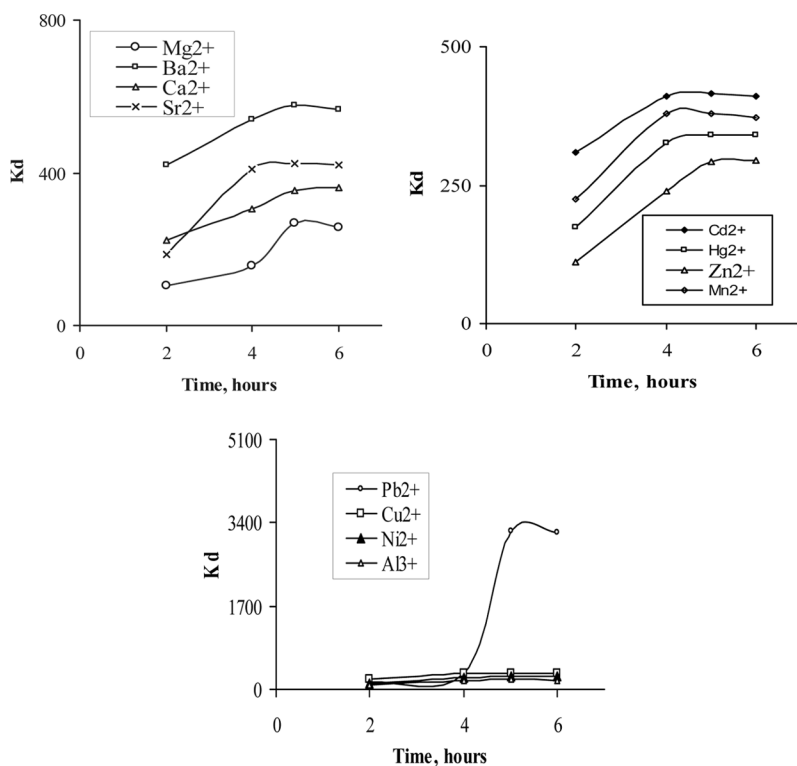 800
400
0
Kd
Mg2+
Ba2+
Ca2+
Sr2+
0 2 4 6
Time, hours
500
250
0
Kd
Cd2+
Hg2+
Zn2+
Mn2+
0 2 4 6
Time, hours
5100
3400
1700
0
Kd
Pb2+
Cu2+
Ni2+
Al3+
0 2 4 6
Time, hours